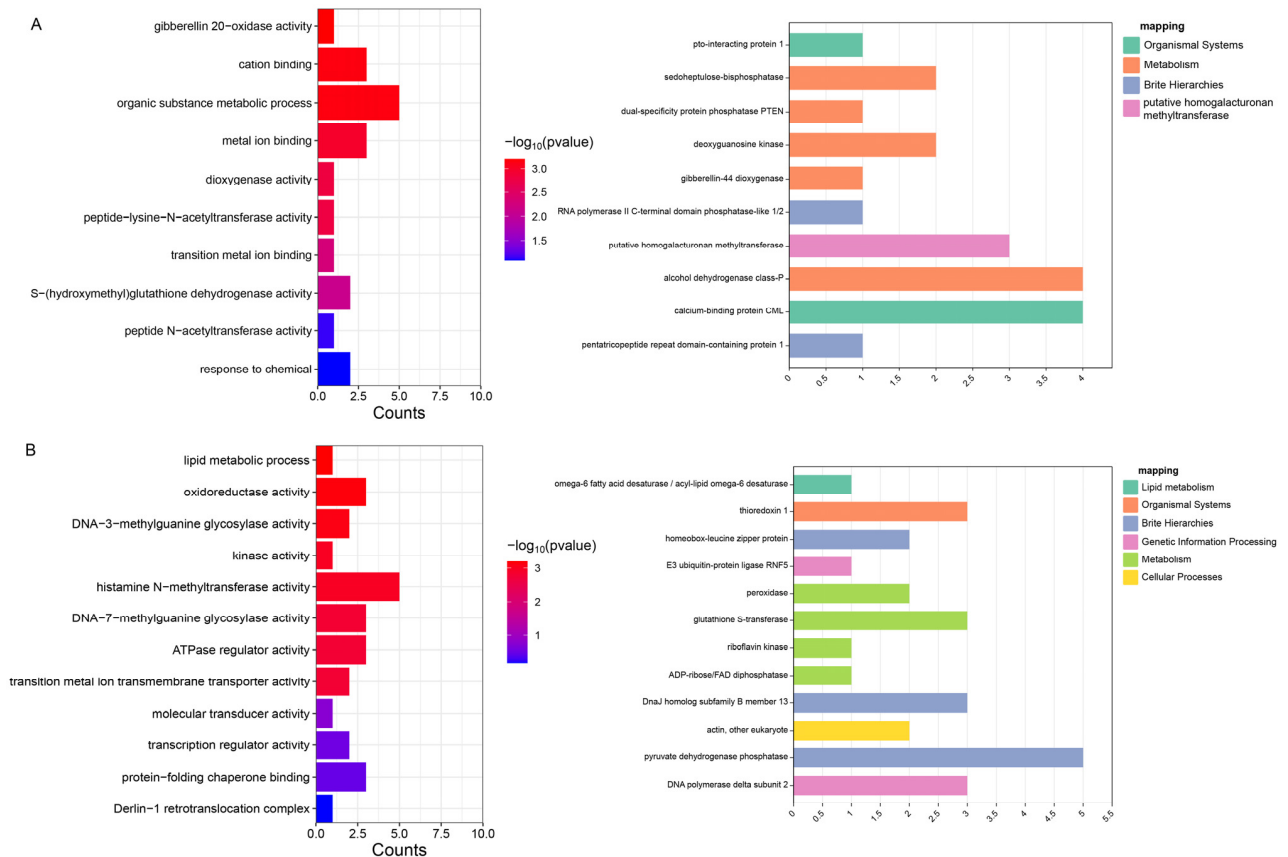 A
gibberellin 20−oxidase activity
cation binding
organic substance metabolic process
metal ion binding
dioxygenase activity
peptide−lysine−N−acetyltransferase activity
transition metal ion binding
S−(hydroxymethyl)glutathione dehydrogenase activity
peptide N−acetyltransferase activity
response to chemical
0.0 2.5 5.0 7.5 10.0
Counts
−log10(pvalue)
3.0
2.5
2.0
1.5
pto-interacting protein 1
sedoheptulose-bisphosphatase
dual-specificity protein phosphatase PTEN
deoxyguanosine kinase
gibberellin-44 dioxygenase
RNA polymerase II C-terminal domain phosphatase-like 1/2
putative homogalacturonan methyltransferase
alcohol dehydrogenase class-P
calcium-binding protein CML
pentatricopeptide repeat domain-containing protein 1
0 0.5 1 1.5 2 2.5 3 3.5 4
mapping
Organismal Systems
Metabolism
Brite Hierarchies
putative homogalacturonan
methyltransferase
B
lipid metabolic process
oxidoreductase activity
DNA−3−methylguanine glycosylase activity
kinase activity
histamine N−methyltransferase activity
DNA−7−methylguanine glycosylase activity
ATPase regulator activity
transition metal ion transmembrane transporter activity
molecular transducer activity
transcription regulator activity
protein−folding chaperone binding
Derlin−1 retrotranslocation complex
0.0 2.5 5.0 7.5 10.0
Counts
−log10(pvalue)
3
2
1
omega-6 fatty acid desaturase / acyl-lipid omega-6 desaturase
thioredoxin 1
homeobox-leucine zipper protein
E3 ubiquitin-protein ligase RNF5
peroxidase
glutathione S-transferase
riboflavin kinase
ADP-ribose/FAD diphosphatase
DnaJ homolog subfamily B member 13
actin, other eukaryote
pyruvate dehydrogenase phosphatase
DNA polymerase delta subunit 2
0 0.5 1 1.5 2 2.5 3 3.5 4 4.5 5 5.5
mapping
Lipid metabolism
Organismal Systems
Brite Hierarchies
Genetic Information Processing
Metabolism
Cellular Processes